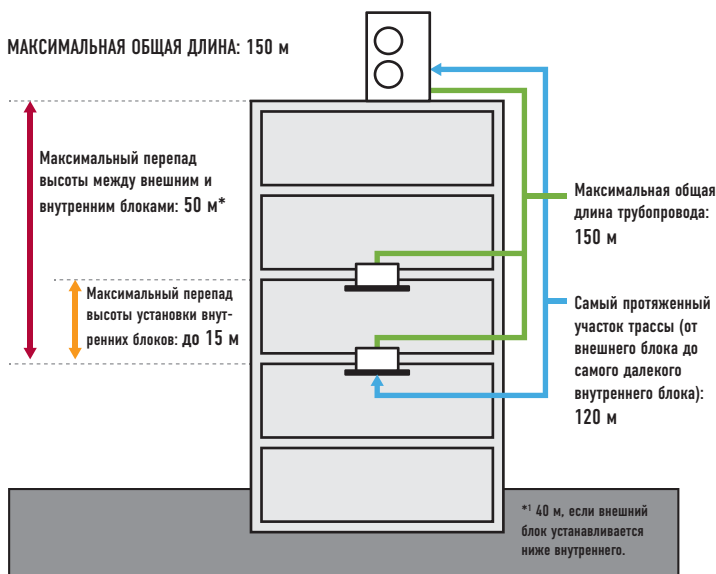 МАКСИМАЛЬНАЯ ОБЩАЯ ДЛИНА: 150 м
Максимальный перепад
высоты между внешним и
внутренним блоками: 50 м*
Максимальный перепад
высоты установки внут-
ренних блоков: до 15 м
Максимальная общая
длина трубопровода:
150 м
Самый протяженный
участок трассы (от
внешнего блока до
самого далекого
внутреннего блока):
120 м
*¹ 40 м, если внешний
блок устанавливается
ниже внутреннего.